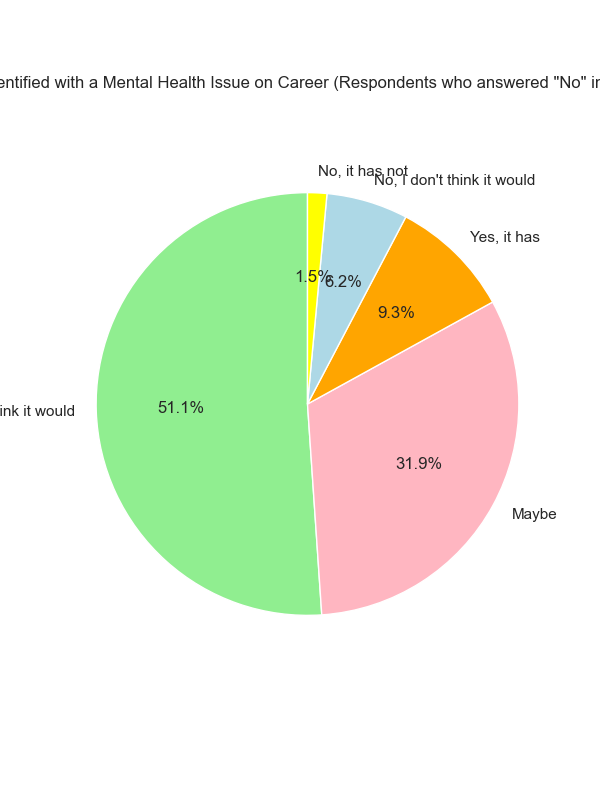 entified with a Mental Health Issue on Career (Respondents who answered "No" in
No, it has not
No, I don't think it would
Yes, it has
1.5%
6.2%
9.3%
51.1%
ink it would
31.9%
Maybe